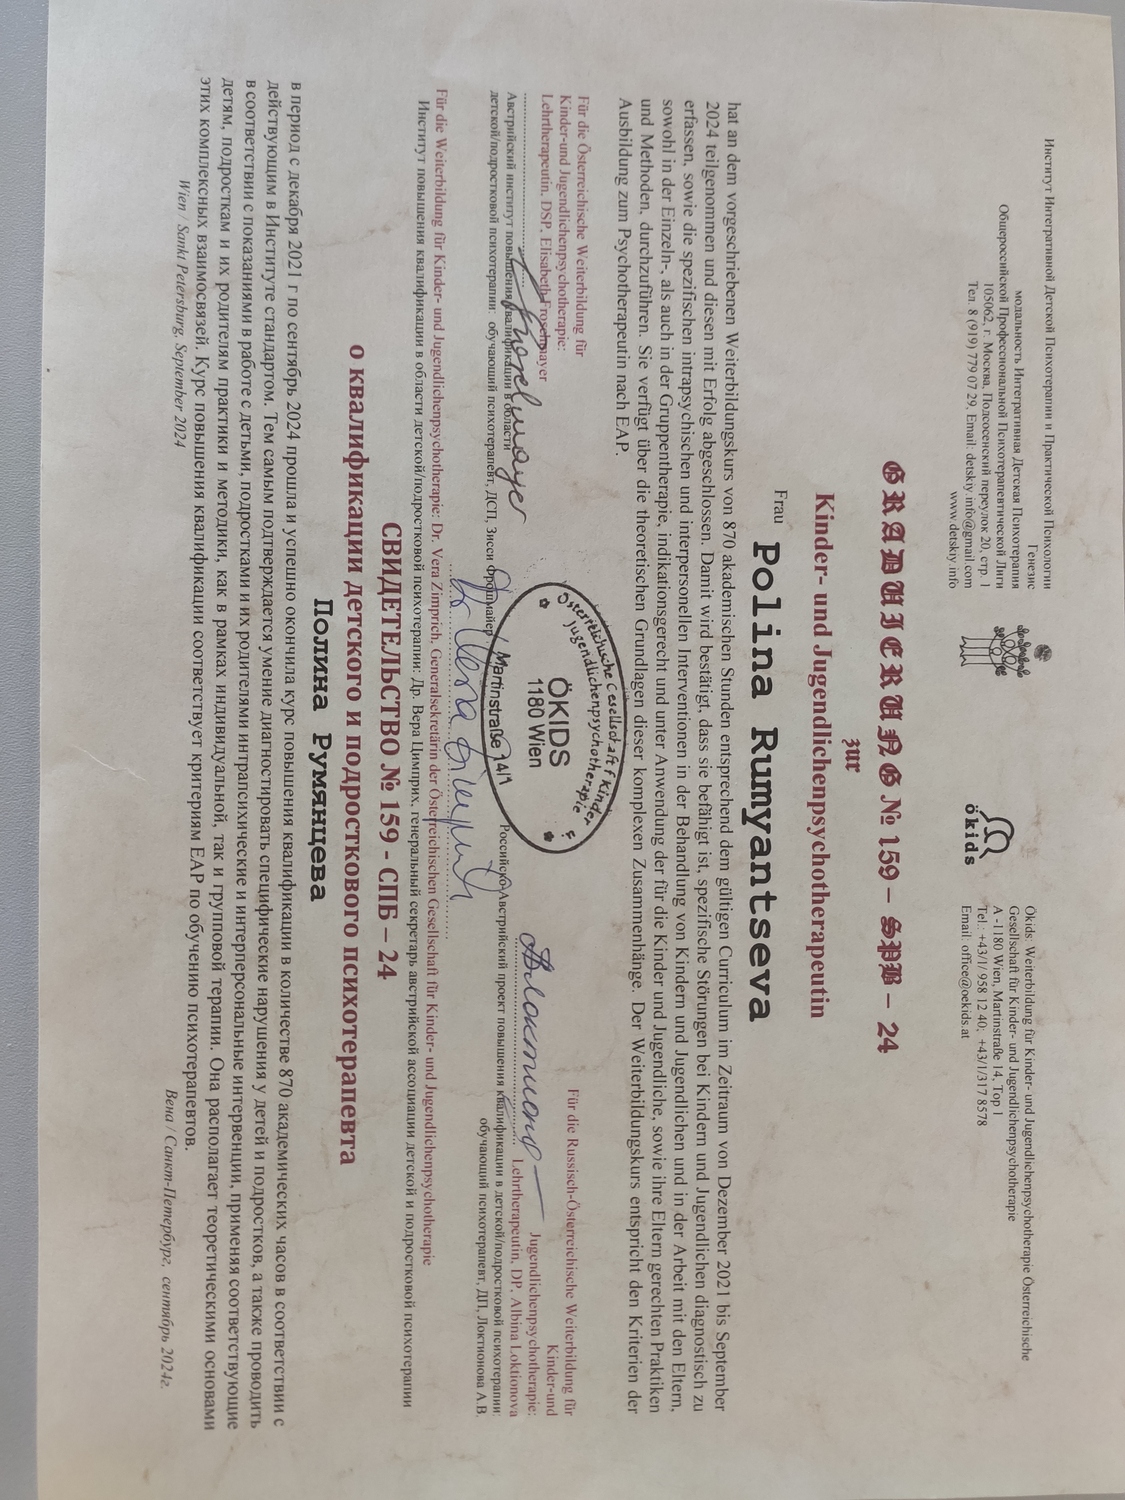 Институт Интегративной Детской Психотерапии и Практической Психологии
Генезис
модальность Интегративная Детская Психотерапия
Общероссийской Профессиональной Психотерапевтической Лиги
105062, г. Москва, Подсосенский переулок 20, стр. 1
Тел. 8 (919) 779 07 29, Email: detskiy.info@gmail.com
www.detskiy.info
ökids
Ökids: Weiterbildung für Kinder- und Jugendlichenpsychotherapie Österreichische
Gesellschaft für Kinder- und Jugendlichenpsychotherapie
A -1180 Wien, Martinstraße 14, Top 1
Tel.: +43/1/ 958 12 40; +43/1/317 8578
Email: office@oekids.at
GRADUIERUNG № 159 – SPB – 24
zur
Kinder- und Jugendlichenpsychotherapeutin
Frau Polina Rumyantseva
hat an dem vorgeschriebenen Weiterbildungskurs von 870 akademischen Stunden entsprechend dem gültigen Curriculum im Zeitraum von Dezember 2021 bis September
2024 teilgenommen und diesen mit Erfolg abgeschlossen. Damit wird bestätigt, dass sie befähigt ist, spezifische Störungen bei Kindern und Jugendlichen diagnostisch zu
erfassen, sowie die spezifischen intrapsychischen und interpersonellen Interventionen in der Behandlung von Kindern und Jugendlichen und in der Arbeit mit den Eltern,
sowohl in der Einzeln-, als auch in der Gruppentherapie, indikationsgerecht und unter Anwendung der für die Kinder und Jugendliche, sowie ihre Eltern gerechten Praktiken
und Methoden, durchzuführen. Sie verfügt über die theoretischen Grundlagen dieser komplexen Zusammenhänge. Der Weiterbildungskurs entspricht den Kriterien der
Ausbildung zum Psychotherapeutin nach EAP.
Für die Österreichische Weiterbildung für
Kinder-und Jugendlichenpsychotherapie:
Lehrtherapeutin, DSP. Elisabeth Froschmayer
Австрийский институт повышения квалификации в области
детской/подростковой психотерапии: обучающий психотерапевт, ДСП, Зисси Фрошмайер
Österreichische Gesellschaft f. Kinder
Jugendlichenpsychotherapie
ÖKIDS
1180 Wien
Martinstraße 14/1
Für die Russisch-Österreichische Weiterbildung für
Kinder-und
Jugendlichenpsychotherapie:
Lehrtherapeutin, DP. Albina Loktionova
Российско-Австрийский проект повышения квалификации в детской/подростковой психотерапии:
обучающий психотерапевт, ДП, Локтионова А.В.
Für die Weiterbildung für Kinder- und Jugendlichenpsychotherapie: Dr. Vera Zimprich, Generalsekretärin der Österreichischen Gesellschaft für Kinder- und Jugendlichenpsychotherapie
Институт повышения квалификации в области детской/подростковой психотерапии: Др. Вера Цимприх, генеральный секретарь австрийской ассоциации детской и подростковой психотерапии
СВИДЕТЕЛЬСТВО № 159 - СПБ – 24
о квалификации детского и подросткового психотерапевта
Полина Румянцева
в период с декабря 2021 г по сентябрь 2024 прошла и успешно окончила курс повышения квалификации в количестве 870 академических часов в соответствии с
действующим в Институте стандартом. Тем самым подтверждается умение диагностировать специфические нарушения у детей и подростков, а также проводить
в соответствии с показаниями в работе с детьми, подростками и их родителями интрапсихические и интерперсональные интервенции, применяя соответствующие
детям, подросткам и их родителям практики и методики, как в рамках индивидуальной, так и групповой терапии. Она располагает теоретическими основами
этих комплексных взаимосвязей. Курс повышения квалификации соответствует критериям EAP по обучению психотерапевтов.
Wien / Sankt Petersburg, September 2024
Вена / Санкт-Петербург, сентябрь 2024г.